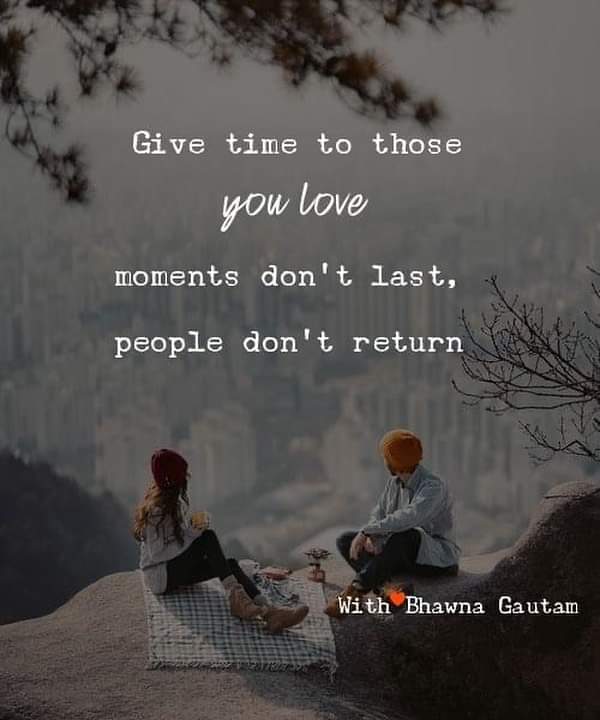 Give time to those
you love
moments don't last,
people don't return
With❤Bhawna Gautam